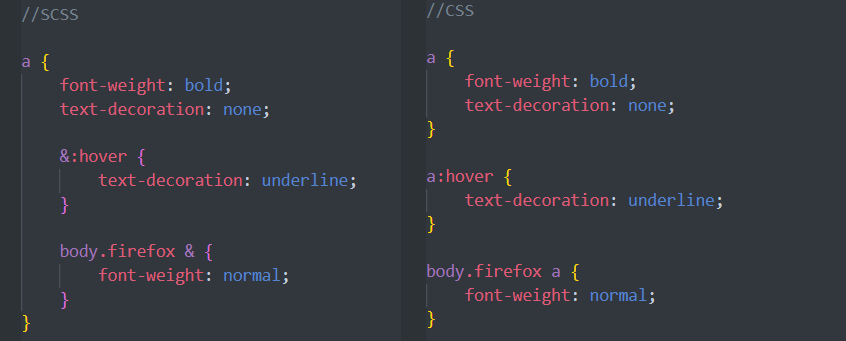 //SCSS
a {
font-weight: bold;
text-decoration: none;
&:hover {
text-decoration: underline;
}
body.firefox & {
font-weight: normal;
}
}
//CSS
a {
font-weight: bold;
text-decoration: none;
}
a:hover {
text-decoration: underline;
}
body.firefox a {
font-weight: normal;
}